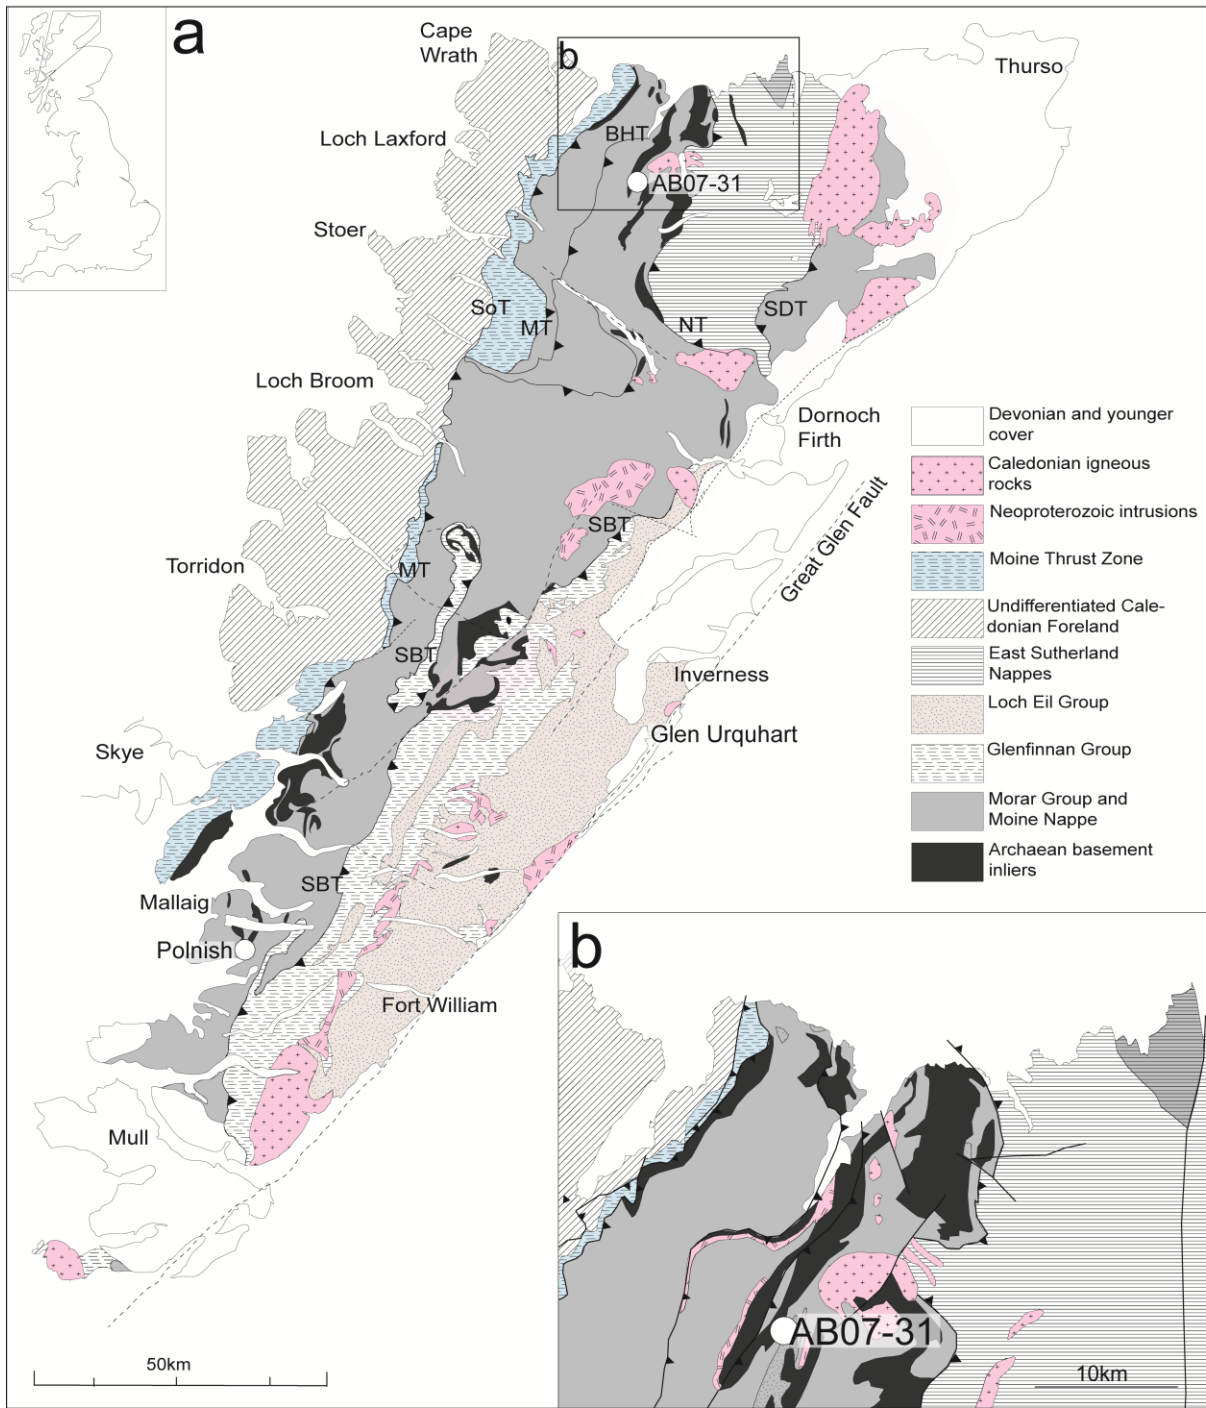 a
Cape
Wrath
b
Thurso
Loch Laxford
BHT
AB07-31
Stoer
SoT
MT
NT
SDT
Loch Broom
Dornoch
Firth
Devonian and younger
cover
Caledonian igneous
rocks
Neoproterozoic intrusions
SBT
Great Glen Fault
Moine Thrust Zone
Torridon
MT
Undifferentiated Cale-
donian Foreland
East Sutherland
Nappes
SBT
Inverness
Loch Eil Group
Glen Urquhart
Skye
Glenfinnan Group
Morar Group and
Moine Nappe
Archaean basement
inliers
SBT
Mallaig
Polnish
Fort William
Mull
50km
b
AB07-31
10km